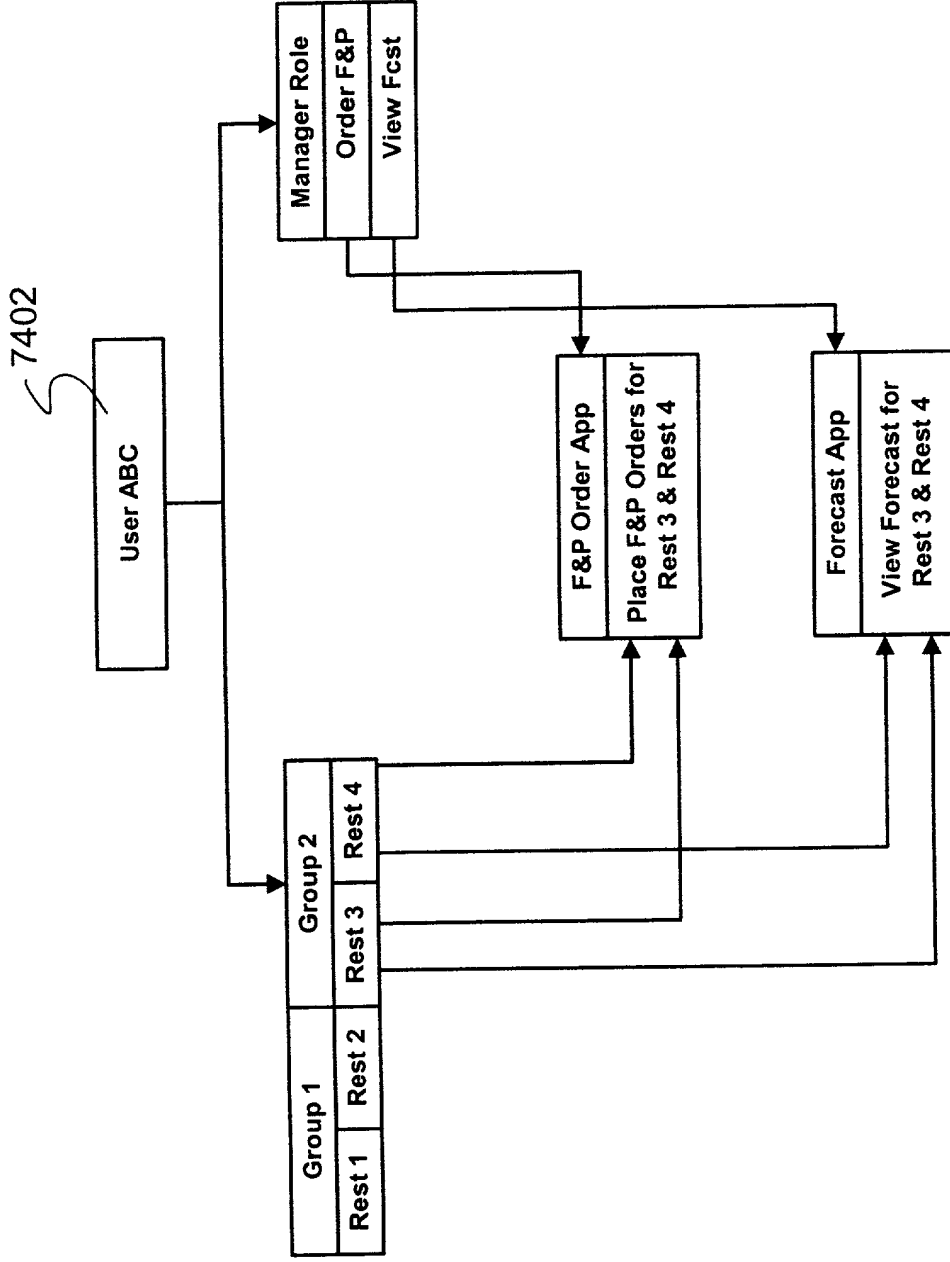 7402
User ABC
Manager Role
Order F&P
View Fcst
Group 1
Group 2
Rest 1
Rest 2
Rest 3
Rest 4
F&P Order App
Place F&P Orders for
Rest 3 & Rest 4
Forecast App
View Forecast for
Rest 3 & Rest 4